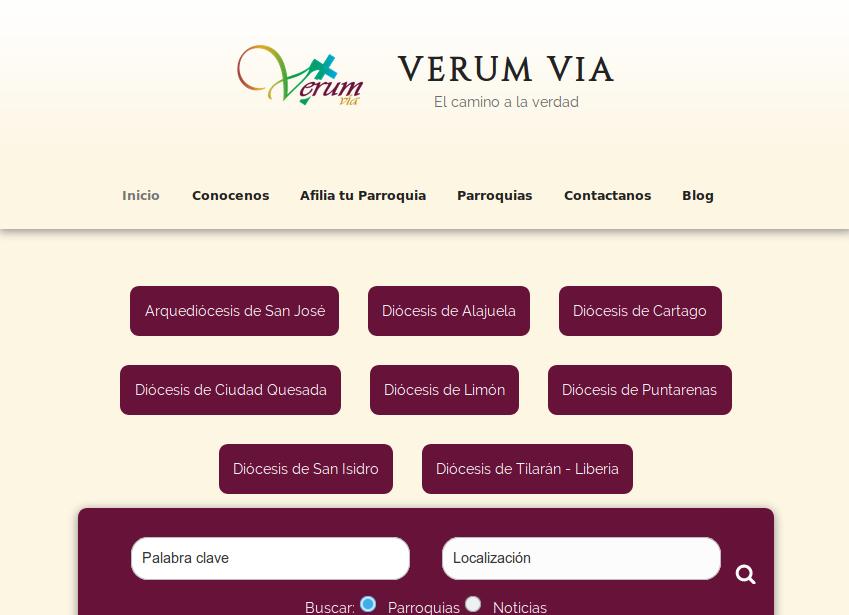 Verum
via
VERUM VIA
El camino a la verdad
Inicio Conocenos Afilia tu Parroquia Parroquias Contactanos Blog
Arquediócesis de San José Diócesis de Alajuela Diócesis de Cartago
Diócesis de Ciudad Quesada Diócesis de Limón Diócesis de Puntarenas
Diócesis de San Isidro Diócesis de Tilarán - Liberia
Palabra clave Localización
Buscar: Parroquias Noticias